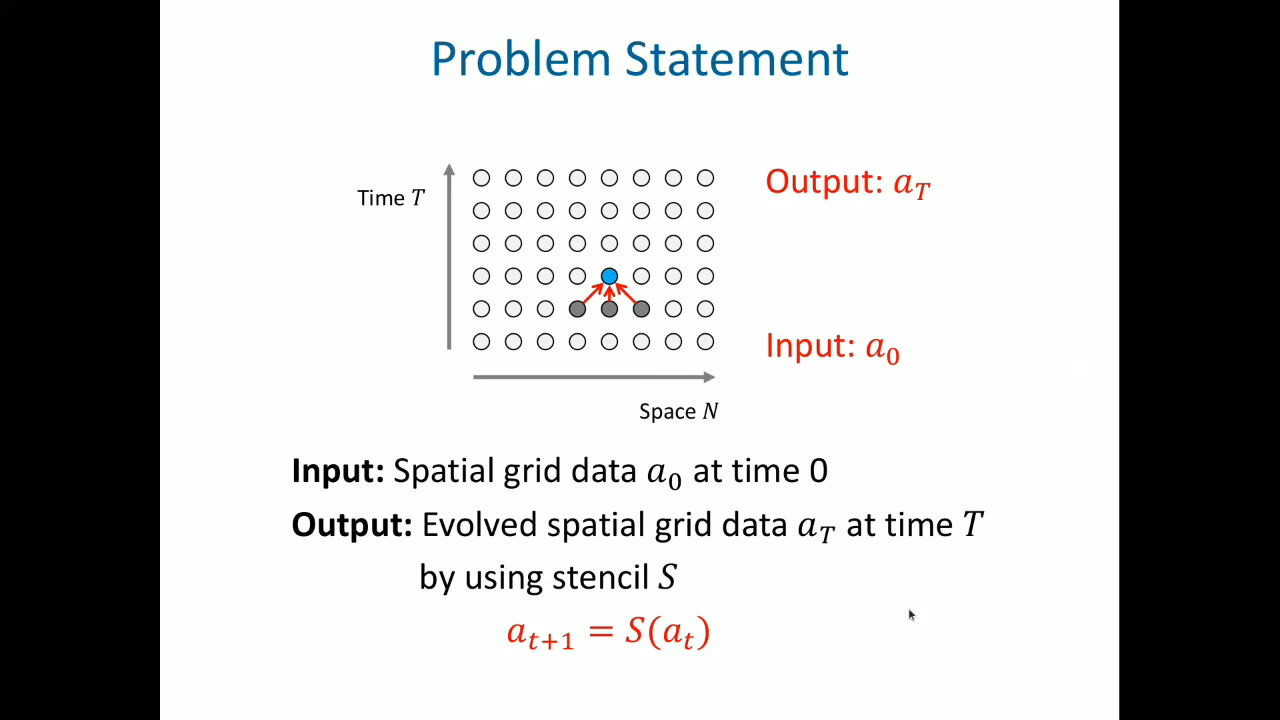 Problem Statement
Time T
Output: a_T
Input: a_0
Space N
Input: Spatial grid data a_0 at time 0
Output: Evolved spatial grid data a_T at time T
by using stencil S
a_{t+1} = S(a_t)